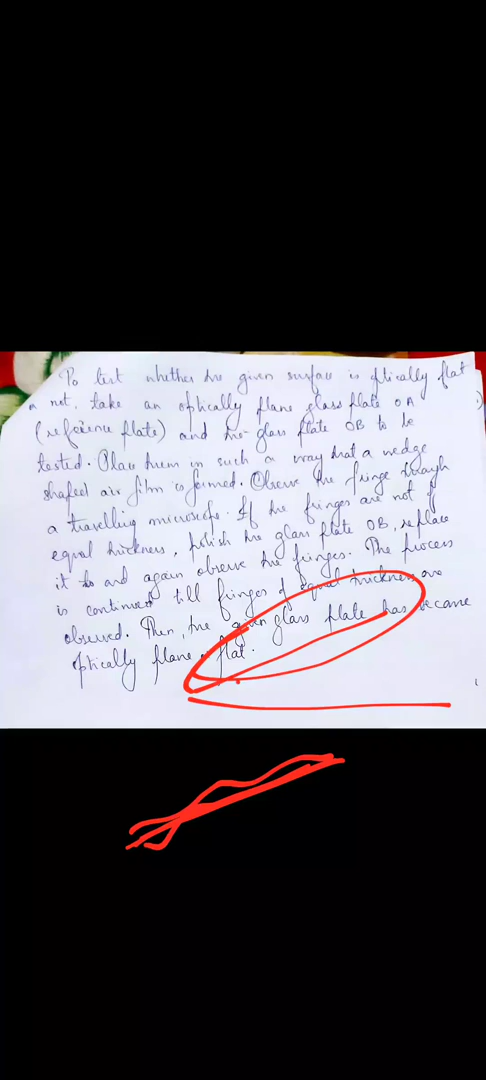 To test whether the given surface is optically flat
or not, take an optically plane glass plate OA
(reference plate) and the glass plate OB to be
tested. Place them in such a way that a wedge
shaped air film is formed. Observe the fringe through
a travelling microscope. If the fringes are not of
equal thickness, polish the glass plate OB, replace
it and again observe the fringes. The process
is continued till fringes of equal thickness are
observed. Then, the given glass plate has became
optically plane or flat.